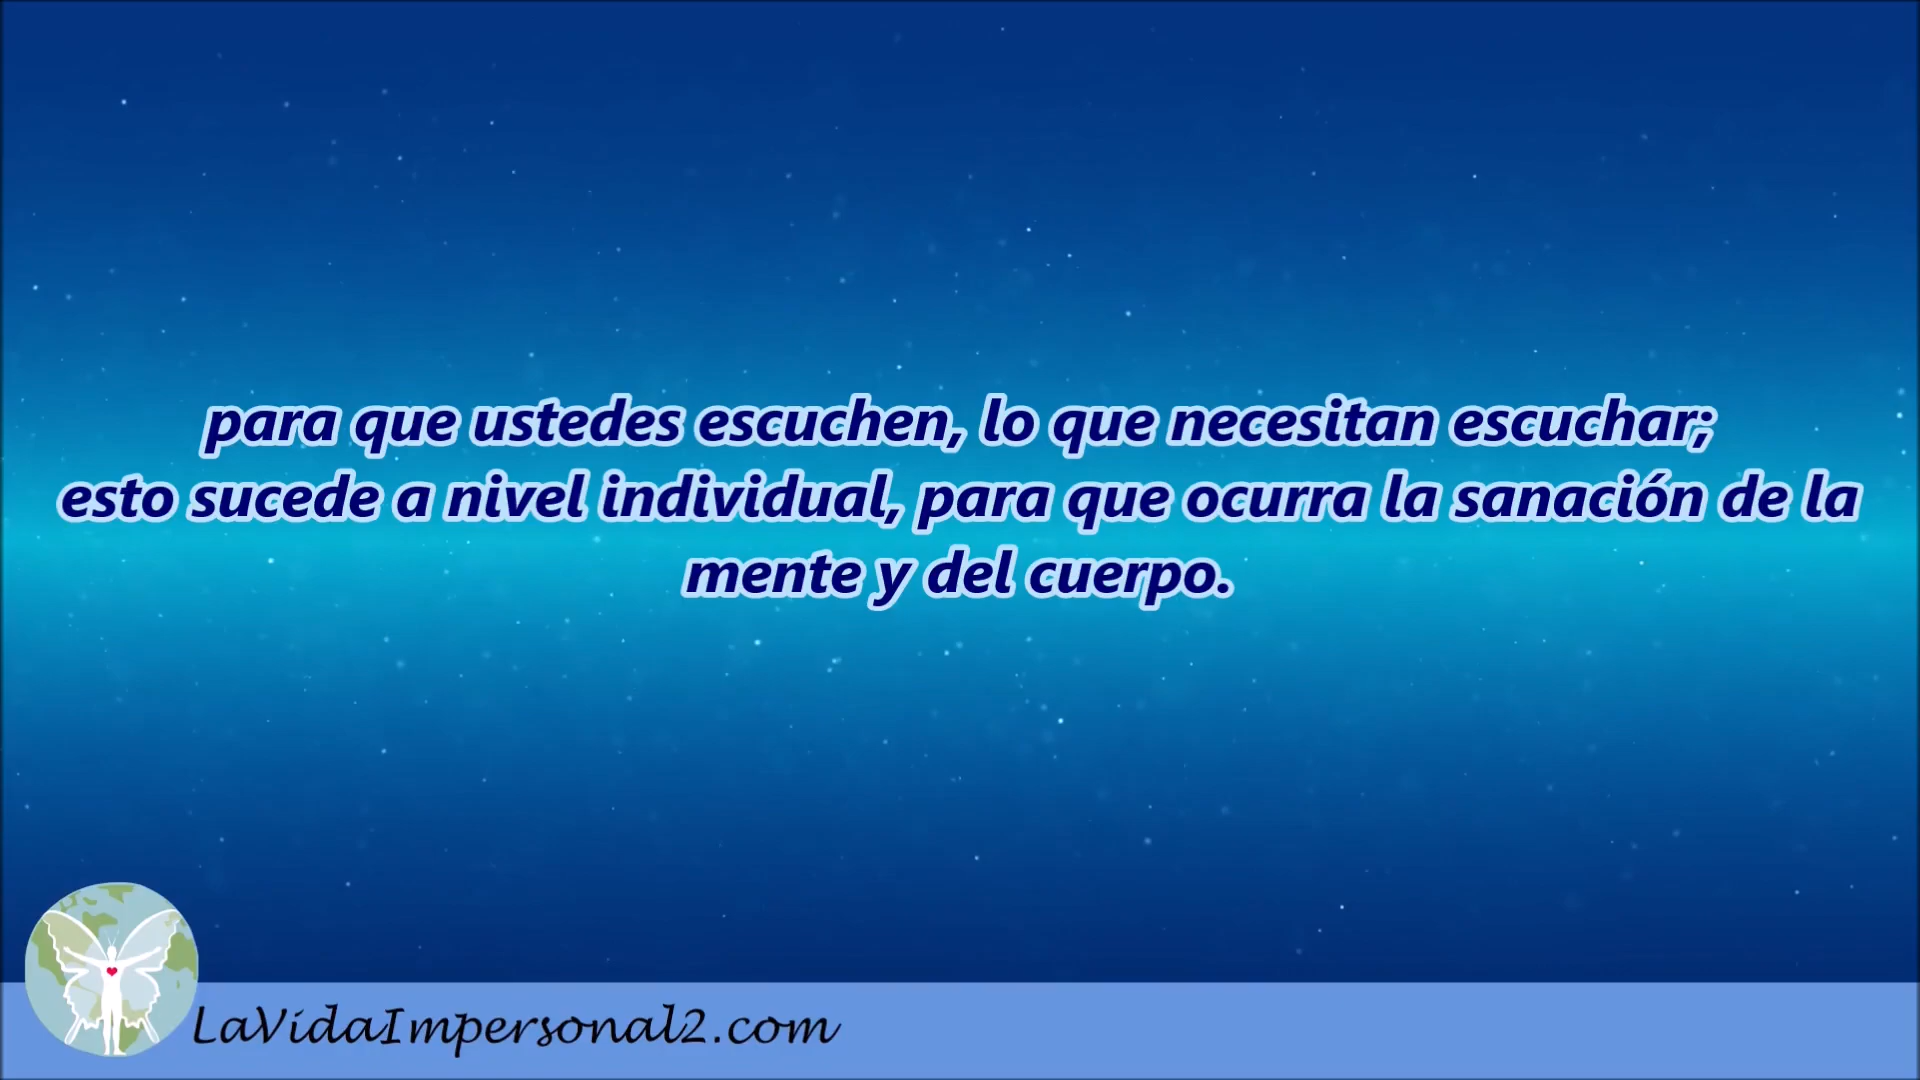 para que ustedes escuchen, lo que necesitan escuchar;
esto sucede a nivel individual, para que ocurra la sanación de la
mente y del cuerpo.
LaVidaImpersonal2.com